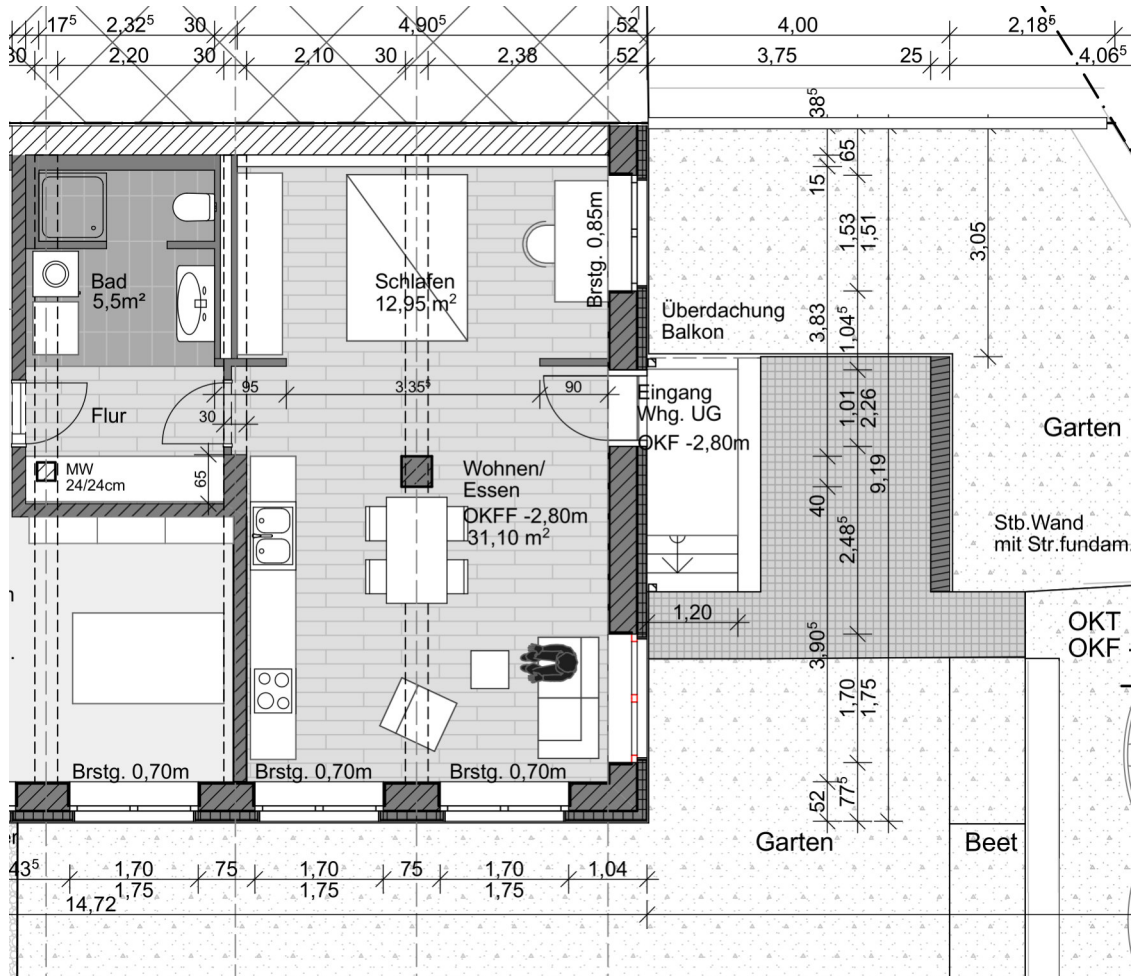 17⁵ 2,32⁵ 30 4,90⁵ 52 4,00 2,18⁵
30 2,20 30 2,10 30 2,38 52 3,75 25 4,06⁵
38⁵
65
15
1,53
1,51
3,05
Brstg. 0,85m
Bad
5,5m²
Schlafen
12,95 m²
Überdachung
Balkon
3,83
1,04⁵
95 3.35⁵ 90
Eingang
Whg. UG
OKF -2,80m
Flur
30
1,01
2,26
Garten
MW
24/24cm
65
Wohnen/
Essen
OKFF -2,80m
31,10 m²
9,19
40
2,48⁵
Stb.Wand
mit Str.fundam.
1,20
OKT
OKF -
3,90⁵
1,70
1,75
Brstg. 0,70m Brstg. 0,70m Brstg. 0,70m
52
77⁵
Garten
Beet
43⁵ 1,70 75 1,70 75 1,70 1,04
1,75 1,75 1,75
14,72